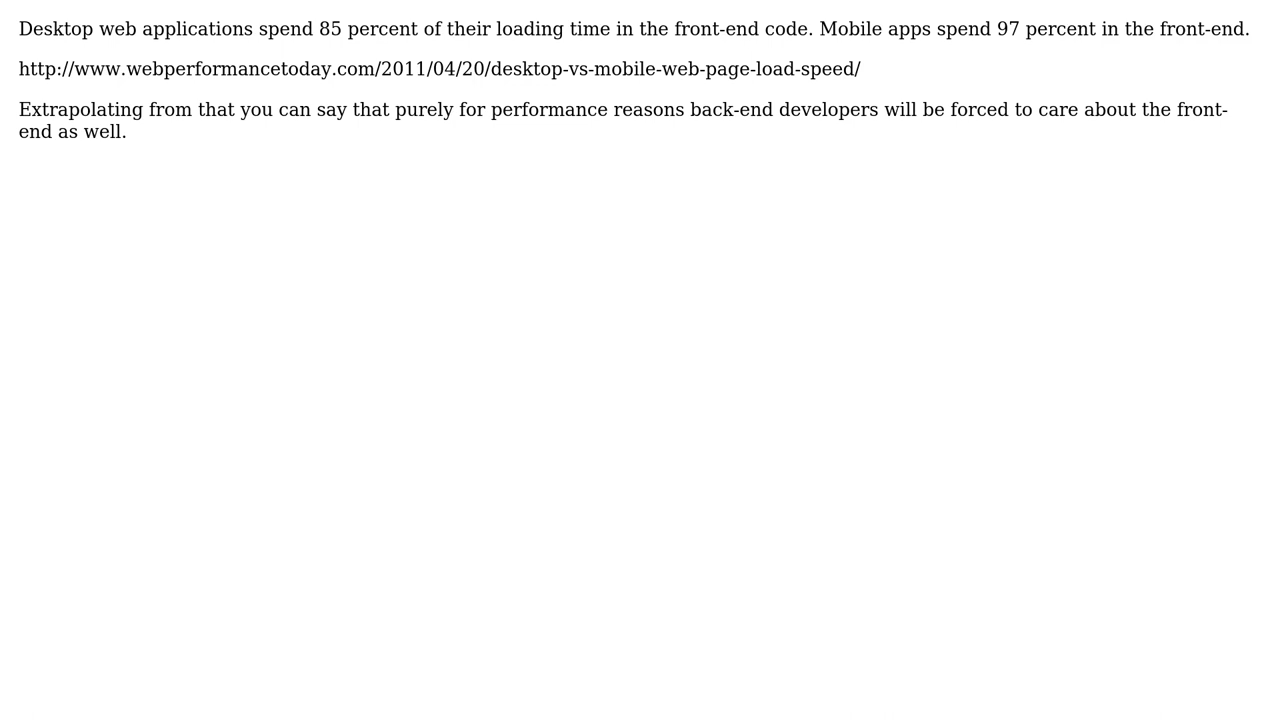 Desktop web applications spend 85 percent of their loading time in the front-end code. Mobile apps spend 97 percent in the front-end.
http://www.webperformancetoday.com/2011/04/20/desktop-vs-mobile-web-page-load-speed/
Extrapolating from that you can say that purely for performance reasons back-end developers will be forced to care about the front-
end as well.